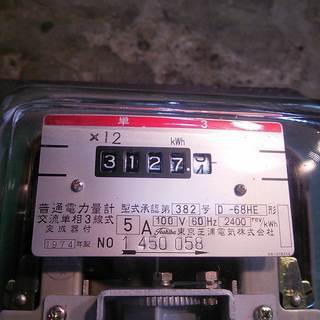 単 3
×12 kWh
3127
普通電力量計 型式承認第 382 号 D-68HE 形
交流単相3線式 5 A 100 V 60 Hz 2400 rev/kWh
完成器付 Toshiba 東京芝浦電気株式会社
1974 年製 NO 1 450 058